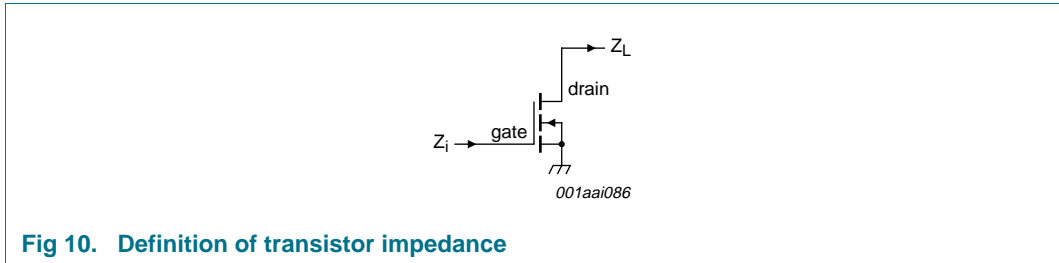 Z_L
drain
gate
Z_i
001aai086
Fig 10. Definition of transistor impedance